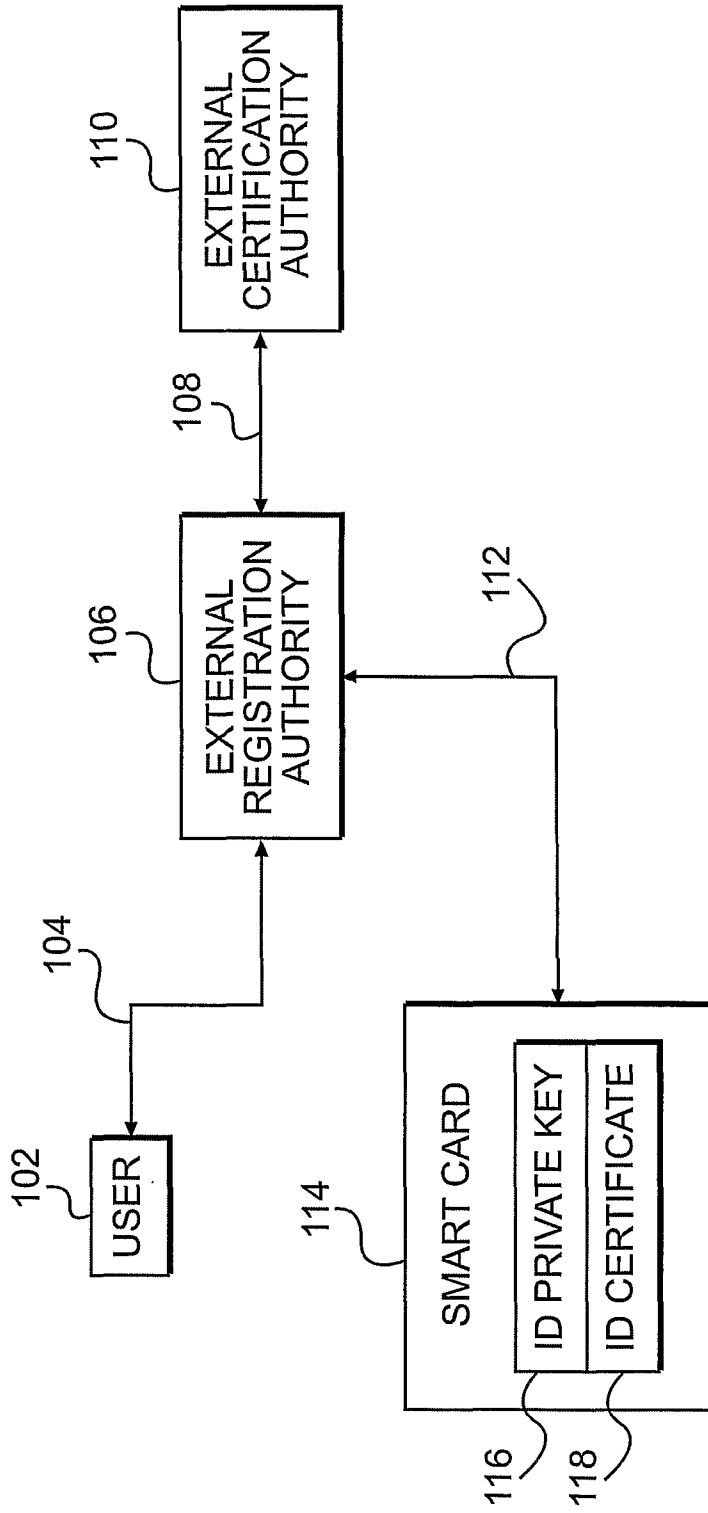 102
USER
104
106
EXTERNAL
REGISTRATION
AUTHORITY
108
110
EXTERNAL
CERTIFICATION
AUTHORITY
112
114
SMART CARD
ID PRIVATE KEY
ID CERTIFICATE
116
118